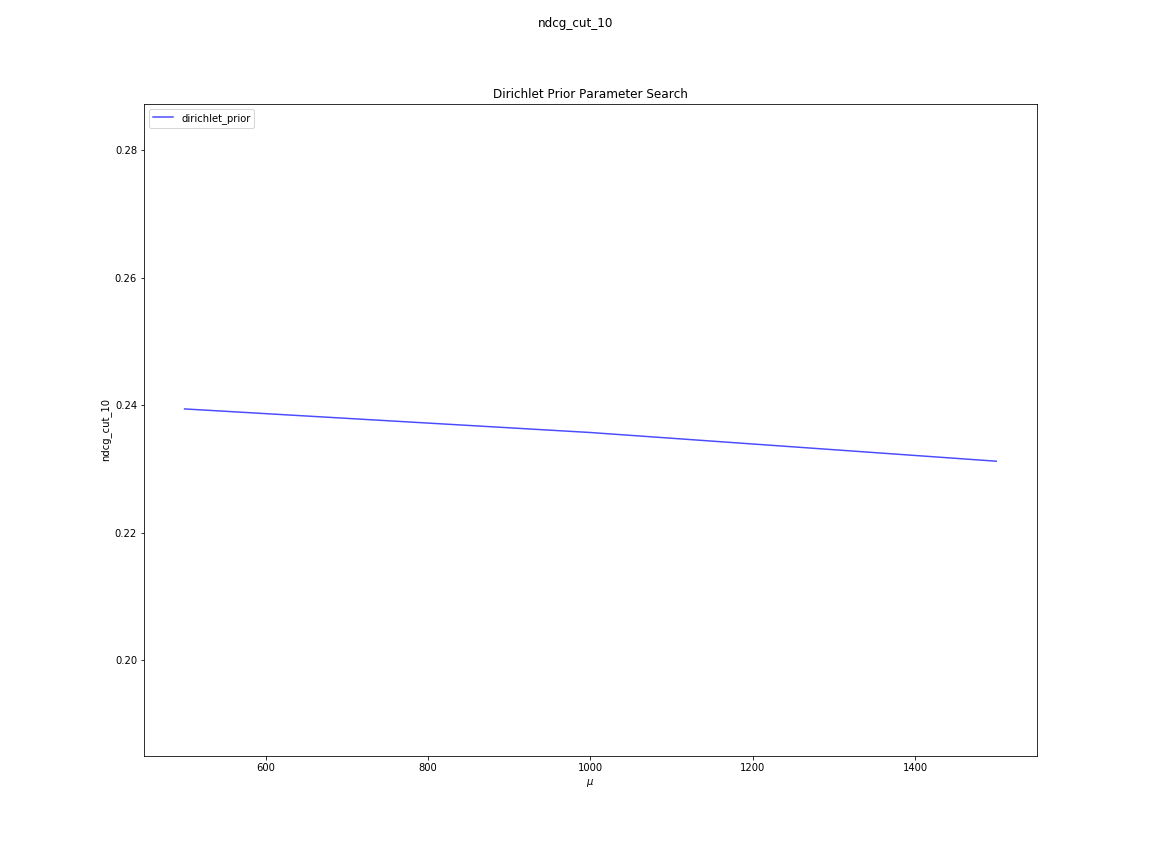 ndcg_cut_10
Dirichlet Prior Parameter Search
dirichlet_prior
0.28
0.26
0.24
0.22
0.20
ndcg_cut_10
600 800 1000 1200 1400
μ